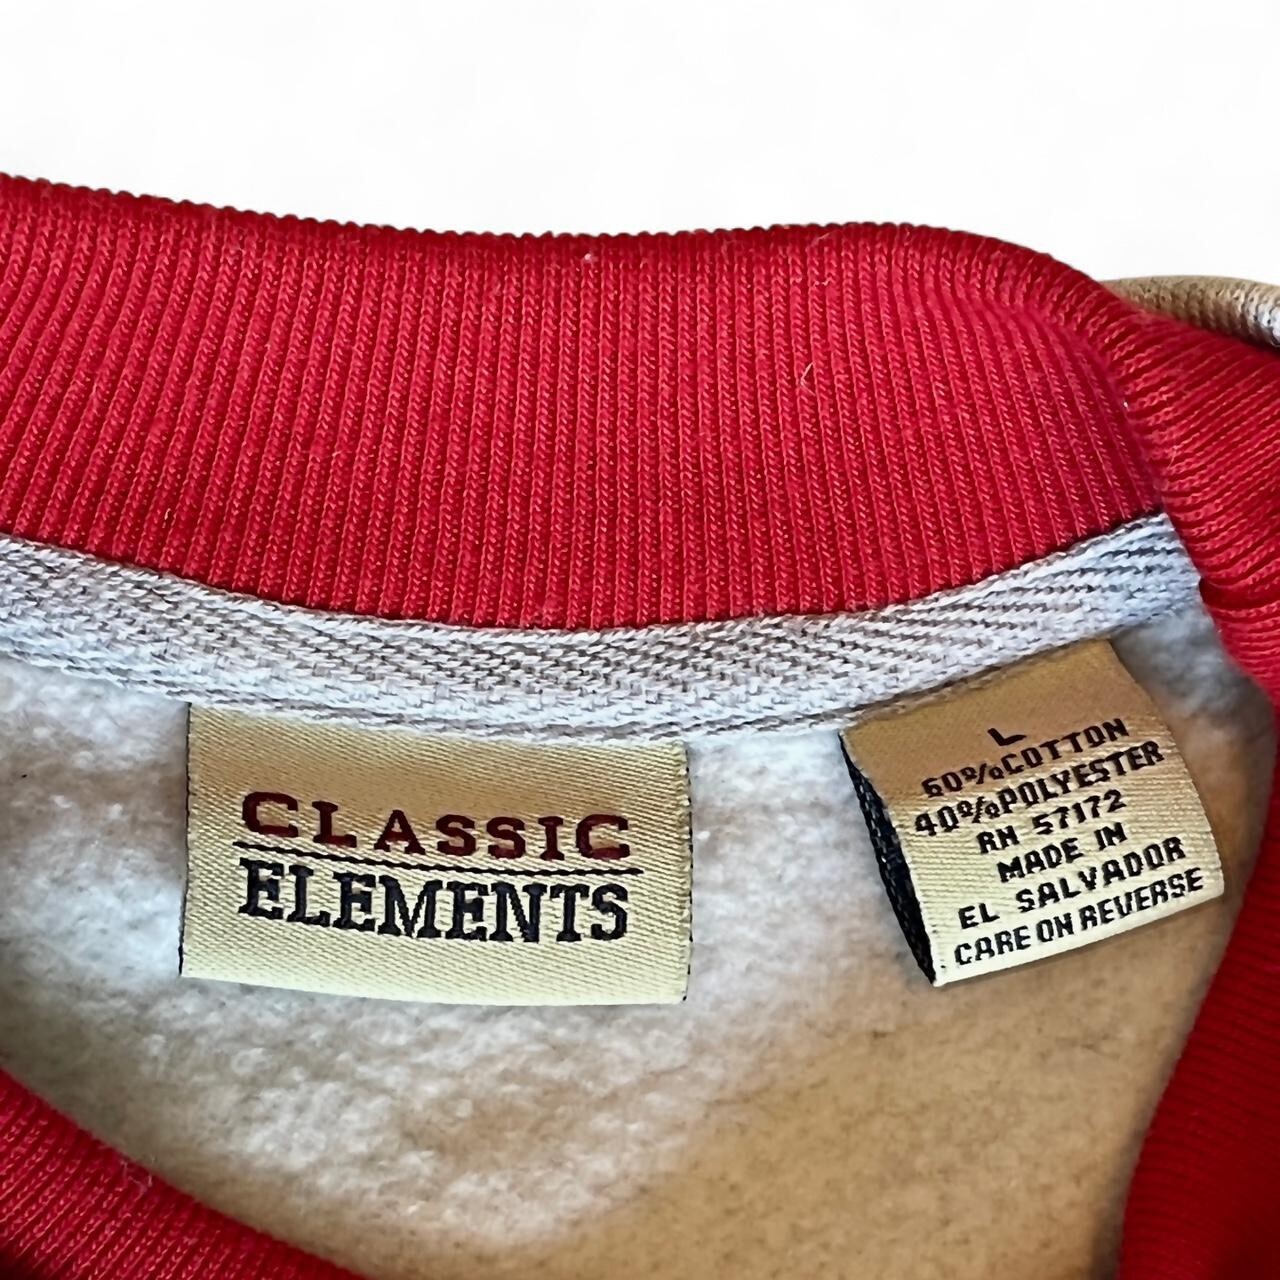 CLASSIC
ELEMENTS
L
60%COTTON
40%POLYESTER
RN 57172
MADE IN
EL SALVADOR
CARE ON REVERSE